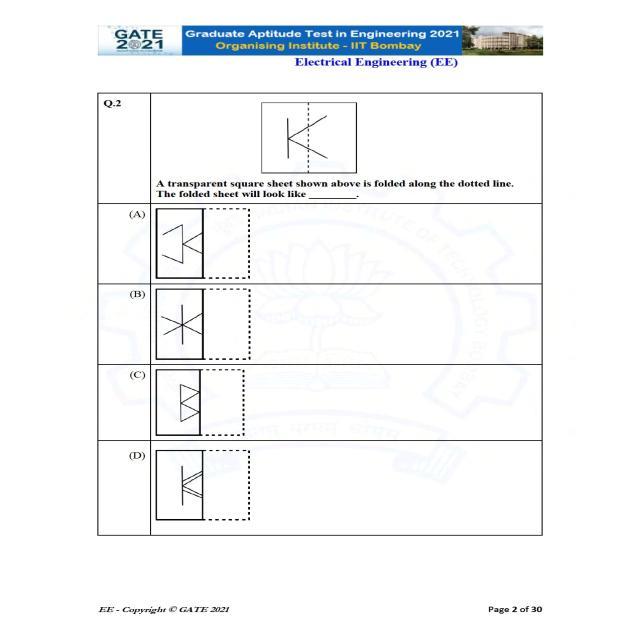 GATE
2021
Graduate Aptitude Test in Engineering 2021
Organising Institute - IIT Bombay
Electrical Engineering (EE)
Q.2
A transparent square sheet shown above is folded along the dotted line.
The folded sheet will look like ________.
(A)
(B)
(C)
(D)
EE - Copyright © GATE 2021
Page 2 of 30